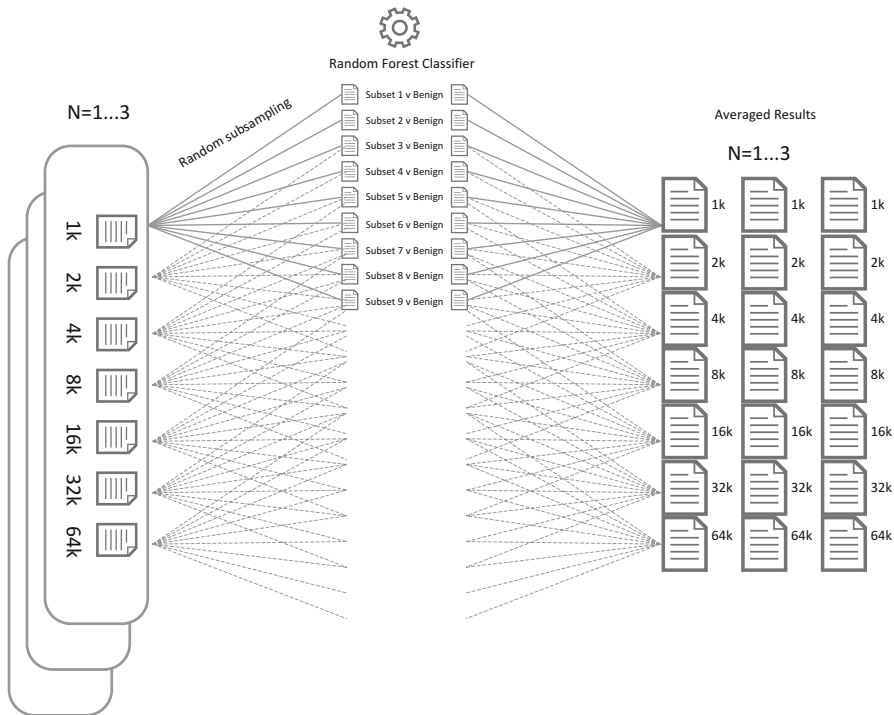 Random Forest Classifier
N=1...3
Random subsampling
Subset 1 v Benign
Subset 2 v Benign
Subset 3 v Benign
Subset 4 v Benign
Subset 5 v Benign
Subset 6 v Benign
Subset 7 v Benign
Subset 8 v Benign
Subset 9 v Benign
1k
2k
4k
8k
16k
32k
64k
Averaged Results
N=1...3
1k 1k 1k
2k 2k 2k
4k 4k 4k
8k 8k 8k
16k 16k 16k
32k 32k 32k
64k 64k 64k